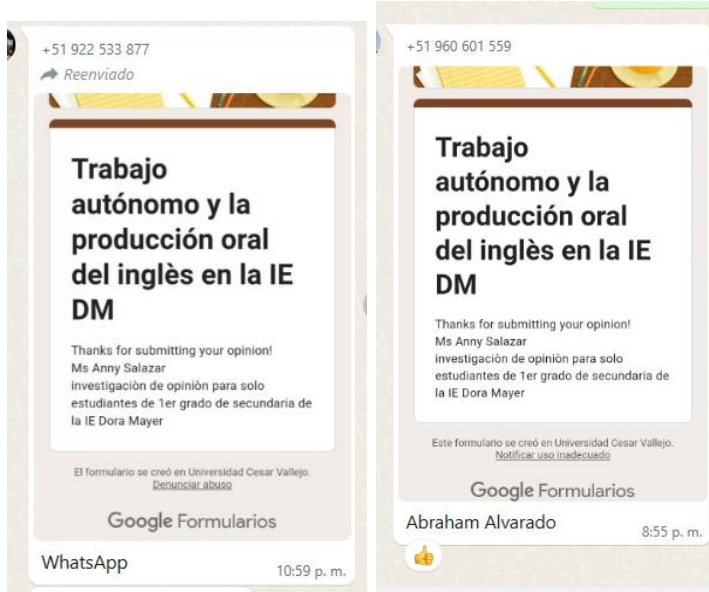 +51 922 533 877
Reenviado
Trabajo
autónomo y la
producción oral
del inglès en la IE
DM
Thanks for submitting your opinion!
Ms Anny Salazar
investigaciòn de opiniòn para solo
estudiantes de 1er grado de secundaria de
la IE Dora Mayer
El formulario se creó en Universidad Cesar Vallejo.
Denunciar abuso
Google Formularios
WhatsApp
10:59 p. m.
+51 960 601 559
Trabajo
autónomo y la
producción oral
del inglès en la IE
DM
Thanks for submitting your opinion!
Ms Anny Salazar
investigaciòn de opiniòn para solo
estudiantes de 1er grado de secundaria de
la IE Dora Mayer
Este formulario se creó en Universidad Cesar Vallejo.
Notificar uso inadecuado
Google Formularios
Abraham Alvarado
8:55 p. m.